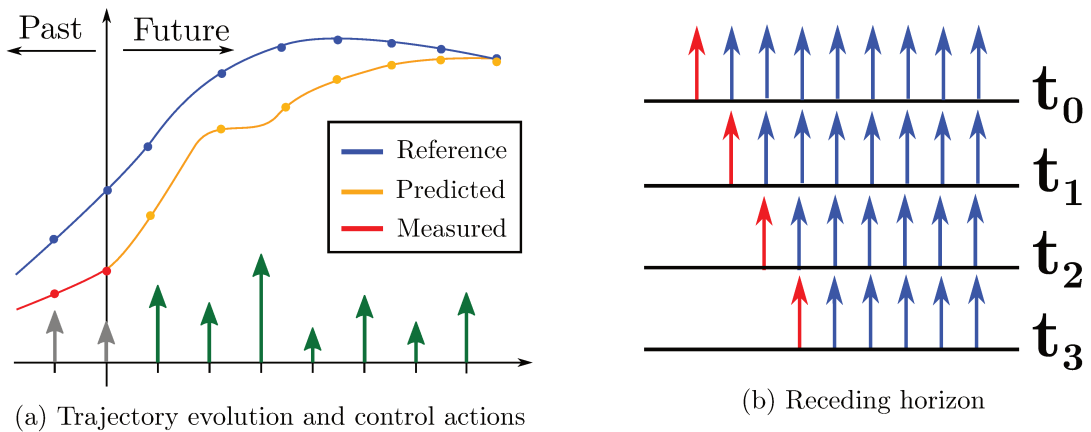 Past
Future
Reference
Predicted
Measured
(a) Trajectory evolution and control actions
t0
t1
t2
t3
(b) Receding horizon